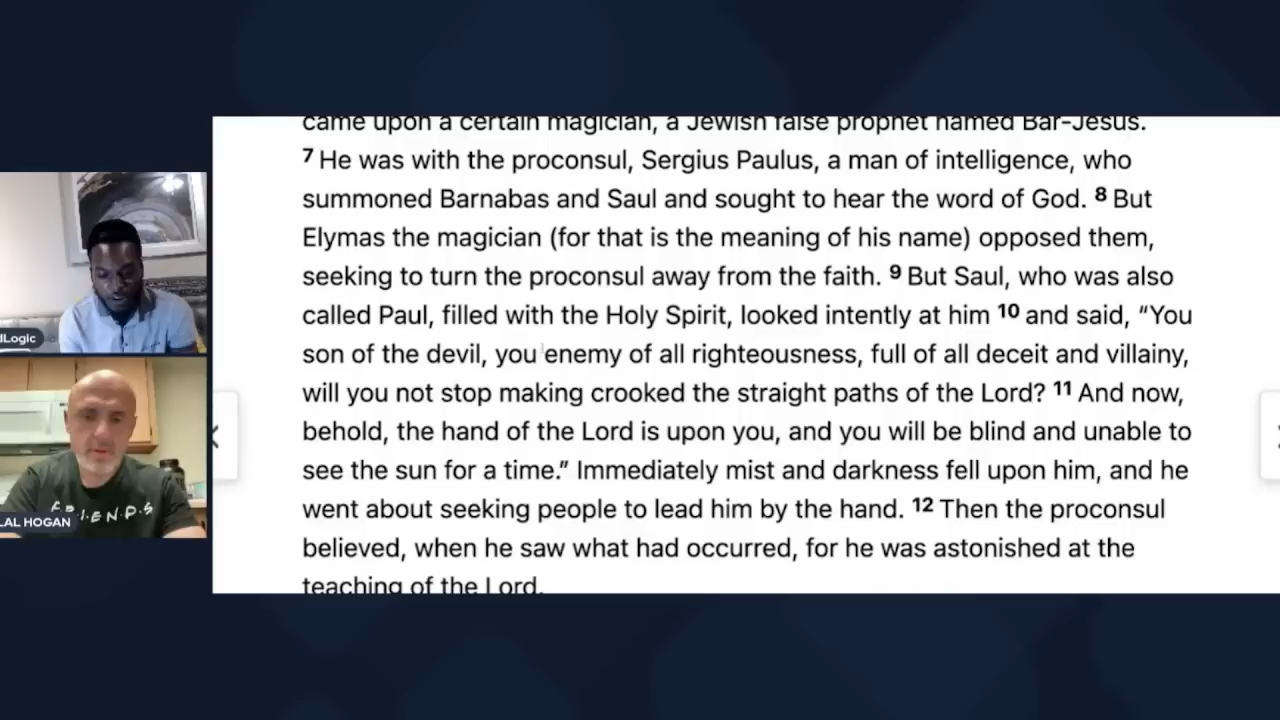 came upon a certain magician, a Jewish false prophet named Bar-Jesus.
7 He was with the proconsul, Sergius Paulus, a man of intelligence, who
summoned Barnabas and Saul and sought to hear the word of God. 8 But
Elymas the magician (for that is the meaning of his name) opposed them,
seeking to turn the proconsul away from the faith. 9 But Saul, who was also
called Paul, filled with the Holy Spirit, looked intently at him 10 and said, “You
son of the devil, you enemy of all righteousness, full of all deceit and villainy,
will you not stop making crooked the straight paths of the Lord? 11 And now,
behold, the hand of the Lord is upon you, and you will be blind and unable to
see the sun for a time.” Immediately mist and darkness fell upon him, and he
went about seeking people to lead him by the hand. 12 Then the proconsul
believed, when he saw what had occurred, for he was astonished at the
teaching of the Lord.
dLogic
F.R.I.E.N.D.S
LAL HOGAN